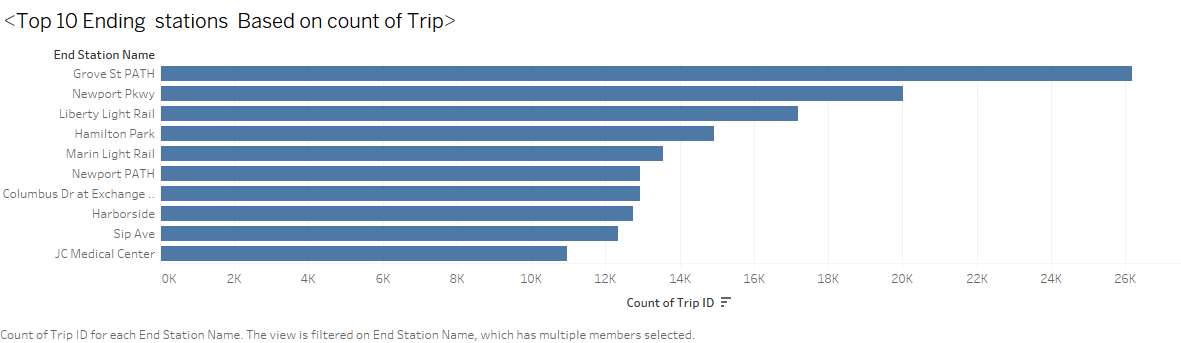 <Top 10 Ending  stations  Based on count of Trip>
End Station Name
Grove St PATH
Newport Pkwy
Liberty Light Rail
Hamilton Park
Marin Light Rail
Newport PATH
Columbus Dr at Exchange ..
Harborside
Sip Ave
JC Medical Center
0K 2K 4K 6K 8K 10K 12K 14K 16K 18K 20K 22K 24K 26K
Count of Trip ID
Count of Trip ID for each End Station Name. The view is filtered on End Station Name, which has multiple members selected.